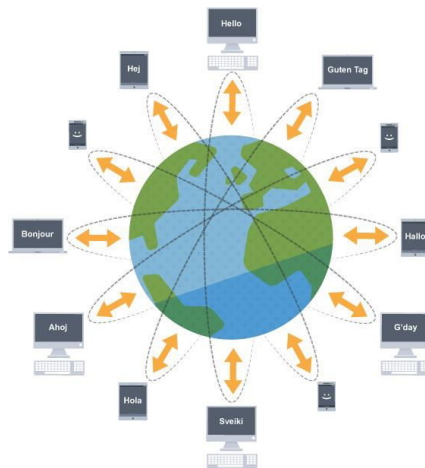 Hello
Hej
Guten Tag
Bonjour
Hallo
Ahoj
G'day
Hola
Sveiki